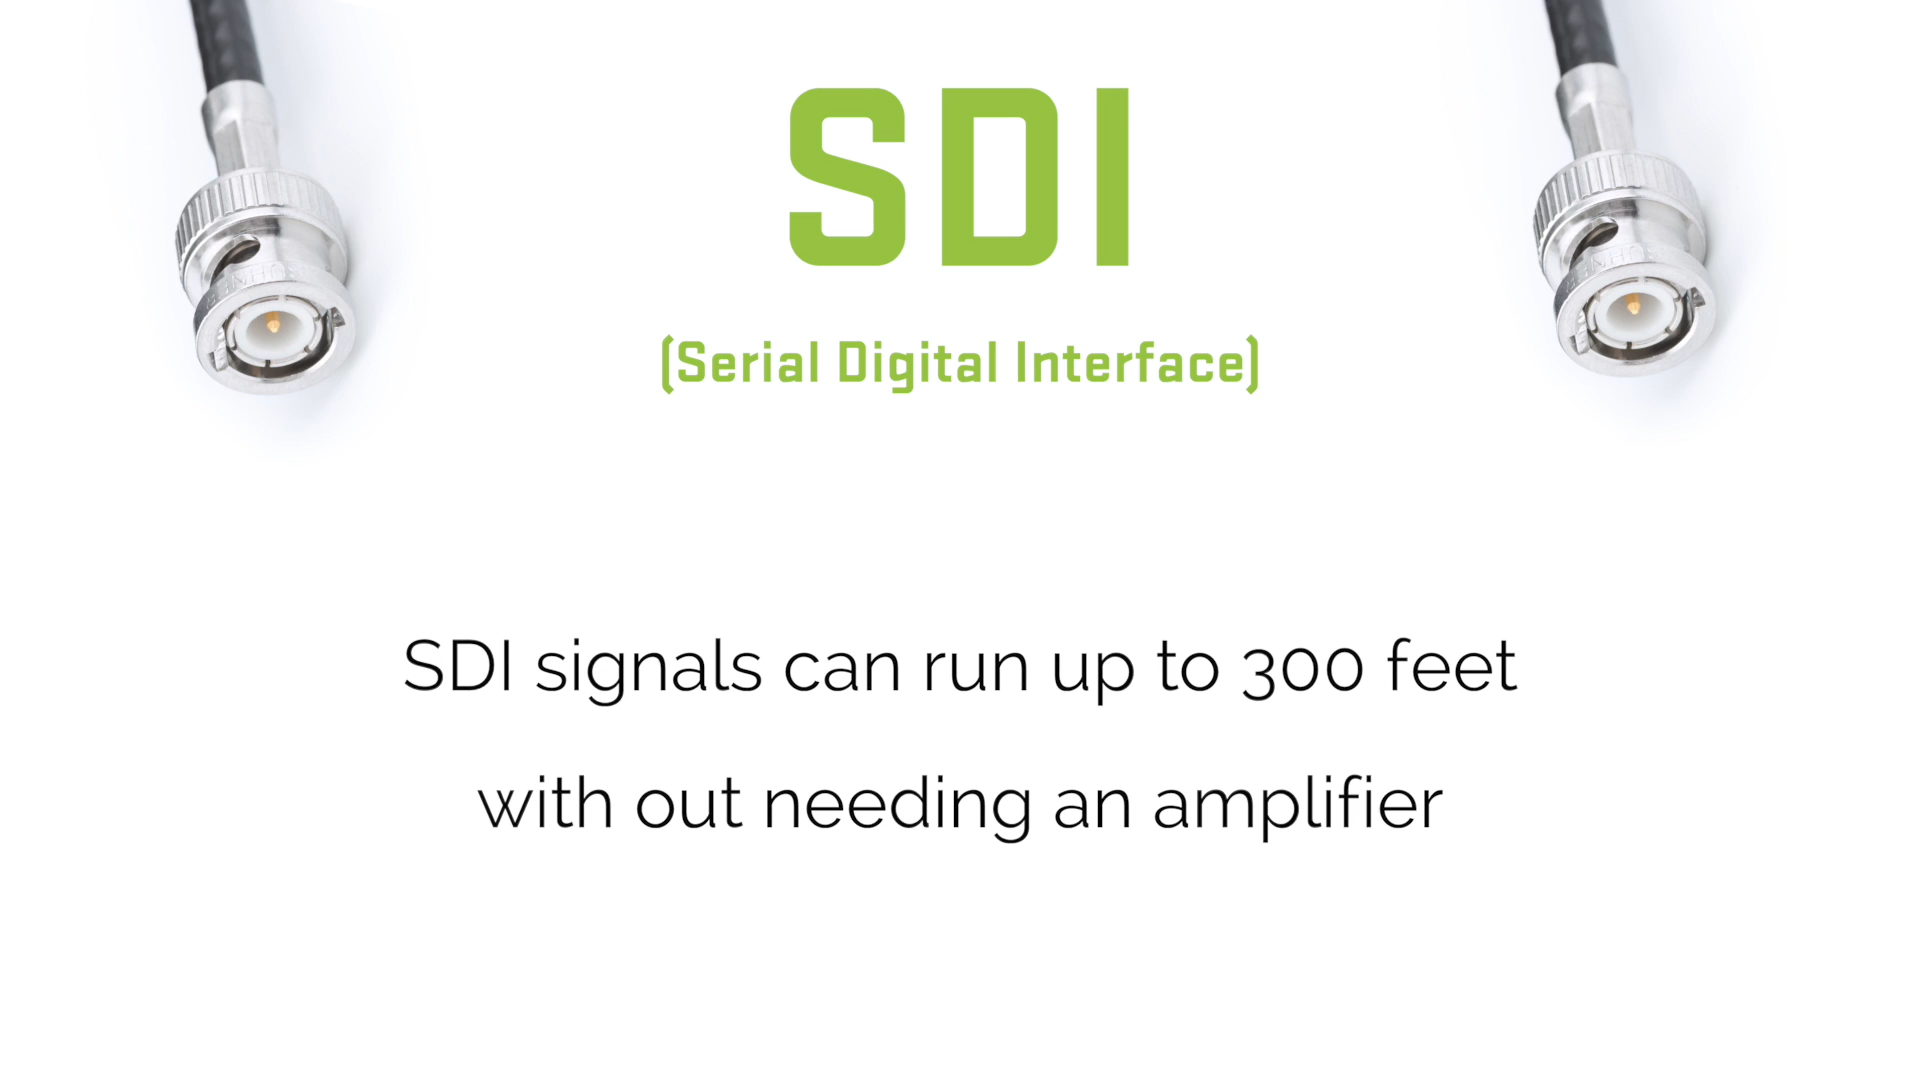 SDI
(Serial Digital Interface)
SDI signals can run up to 300 feet
with out needing an amplifier